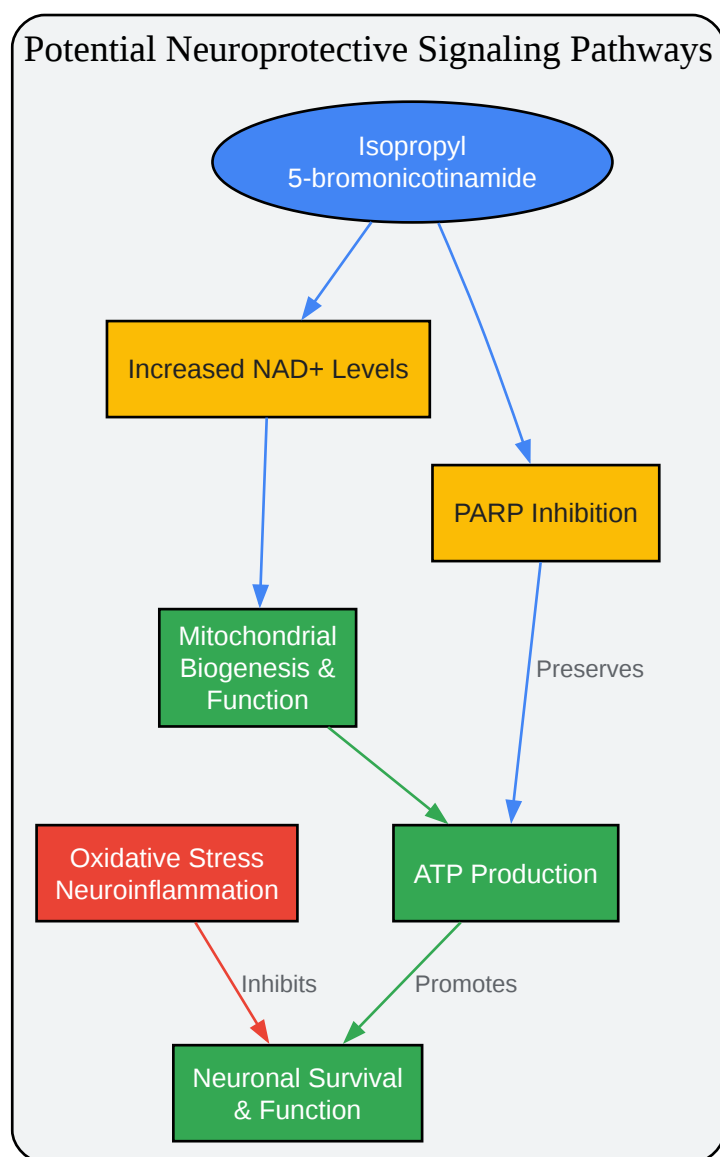 Potential Neuroprotective Signaling Pathways
Isopropyl
5-bromonicotinamide
Increased NAD+ Levels
PARP Inhibition
Mitochondrial
Biogenesis &
Function
Preserves
Oxidative Stress
Neuroinflammation
ATP Production
Inhibits
Promotes
Neuronal Survival
& Function